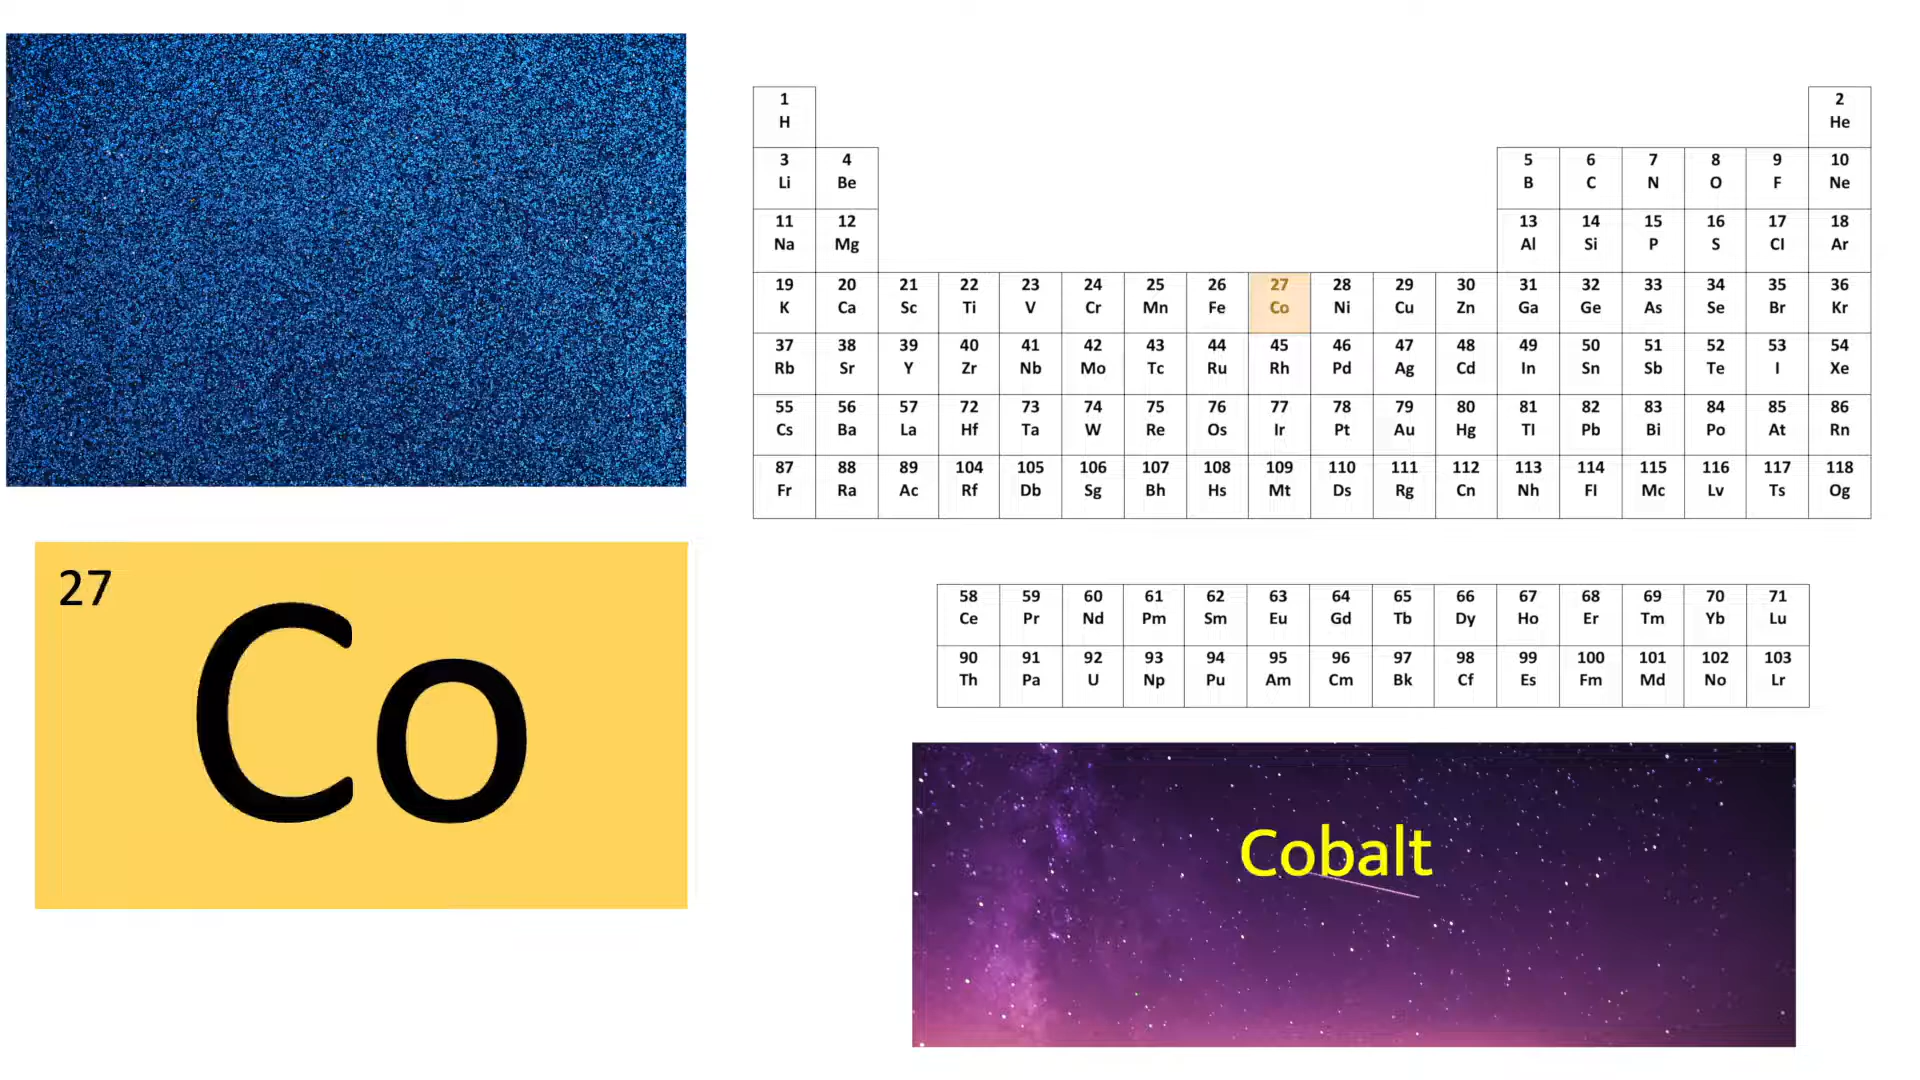 1 2
H He
3 4 5 6 7 8 9 10
Li Be B C N O F Ne
11 12 13 14 15 16 17 18
Na Mg Al Si P S Cl Ar
19 20 21 22 23 24 25 26 27 28 29 30 31 32 33 34 35 36
K Ca Sc Ti V Cr Mn Fe Co Ni Cu Zn Ga Ge As Se Br Kr
37 38 39 40 41 42 43 44 45 46 47 48 49 50 51 52 53 54
Rb Sr Y Zr Nb Mo Tc Ru Rh Pd Ag Cd In Sn Sb Te I Xe
55 56 57 72 73 74 75 76 77 78 79 80 81 82 83 84 85 86
Cs Ba La Hf Ta W Re Os Ir Pt Au Hg Tl Pb Bi Po At Rn
87 88 89 104 105 106 107 108 109 110 111 112 113 114 115 116 117 118
Fr Ra Ac Rf Db Sg Bh Hs Mt Ds Rg Cn Nh Fl Mc Lv Ts Og
27
Co
58 59 60 61 62 63 64 65 66 67 68 69 70 71
Ce Pr Nd Pm Sm Eu Gd Tb Dy Ho Er Tm Yb Lu
90 91 92 93 94 95 96 97 98 99 100 101 102 103
Th Pa U Np Pu Am Cm Bk Cf Es Fm Md No Lr
Cobalt